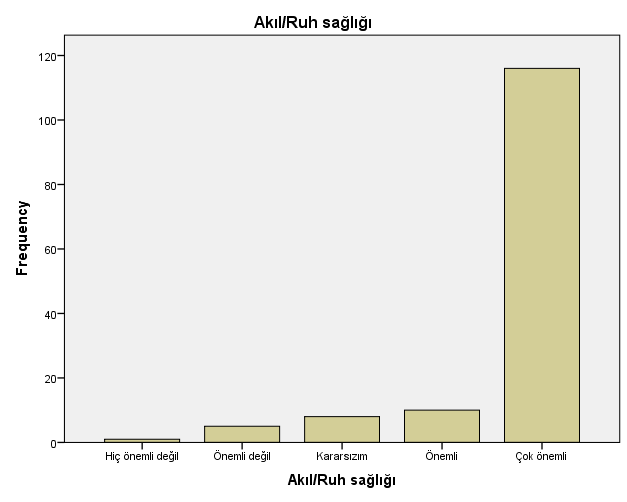 Akıl/Ruh sağlığı
Frequency
120
100
80
60
40
20
0
Hiç önemli değil
Önemli değil
Kararsızım
Önemli
Çok önemli
Akıl/Ruh sağlığı